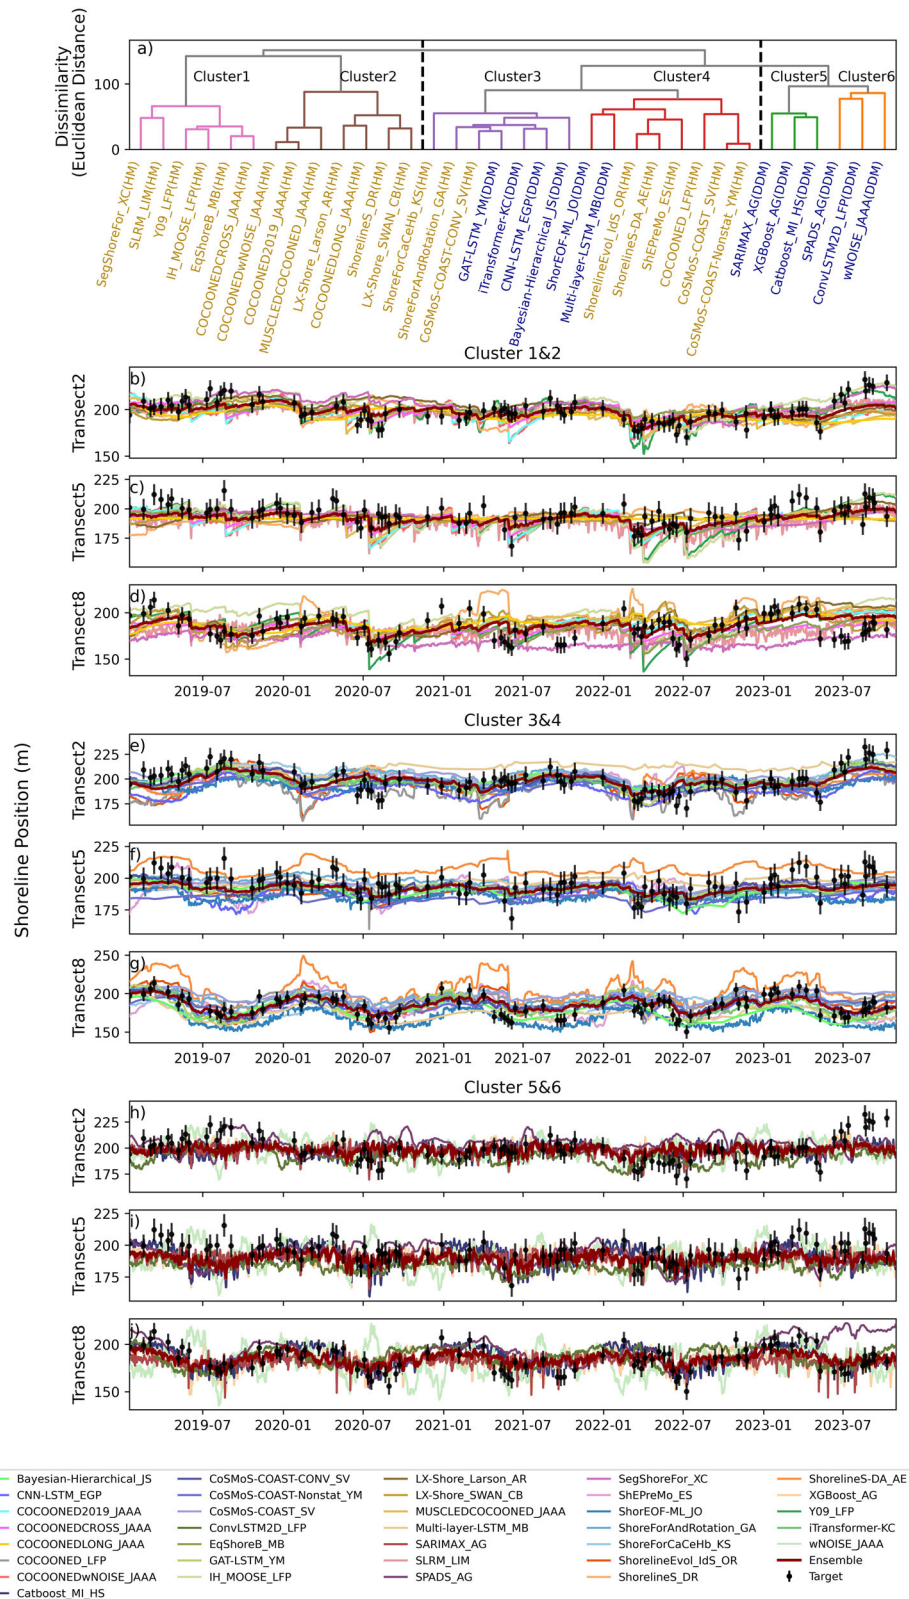 a)
Dissimilarity
(Euclidean Distance)
100
0
Cluster1
Cluster2
Cluster3
Cluster4
Cluster5
Cluster6
SegShoreFor_XC(HM)
SLRM_LIM(HM)
Y09_LFP(HM)
IH_MOOSE_LFP(HM)
EqShoreB_MB(HM)
COCOONEDCROSS_JAAA(HM)
COCOONEDwNOISE_JAAA(HM)
COCOONED2019_JAAA(HM)
MUSCLEDCOCOONED_JAAA(HM)
LX-Shore_Larson_AR(HM)
COCOONEDLONG_JAAA(HM)
ShorelineS_DR(HM)
LX-Shore_SWAN_CB(HM)
ShoreForCaCeHb_KS(HM)
ShoreForAndRotation_GA(HM)
CoSMoS-COAST-CONV_SV(HM)
GAT-LSTM_YM(DDM)
iTransformer-KC(DDM)
CNN-LSTM_EGP(DDM)
Bayesian-Hierarchical_JS(DDM)
ShorEOF-ML_JO(DDM)
Multi-layer-LSTM_MB(DDM)
ShorelineEvol_IdS_OR(HM)
ShorelineS-DA_AE(HM)
ShEPreMo_ES(HM)
COCOONED_LFP(HM)
CoSMoS-COAST_SV(HM)
CoSMoS-COAST-Nonstat_YM(HM)
SARIMAX_AG(DDM)
XGBoost_AG(DDM)
Catboost_MI_HS(DDM)
SPADS_AG(DDM)
ConvLSTM2D_LFP(DDM)
wNOISE_JAAA(DDM)
Shoreline Position (m)
Cluster 1&2
b)
Transect2
200
150
c)
Transect5
225
200
175
d)
Transect8
200
150
2019-07 2020-01 2020-07 2021-01 2021-07 2022-01 2022-07 2023-01 2023-07
Cluster 3&4
e)
Transect2
225
200
175
f)
Transect5
225
200
175
g)
Transect8
250
200
150
2019-07 2020-01 2020-07 2021-01 2021-07 2022-01 2022-07 2023-01 2023-07
Cluster 5&6
h)
Transect2
225
200
175
i)
Transect5
225
200
175
j)
Transect8
200
150
2019-07 2020-01 2020-07 2021-01 2021-07 2022-01 2022-07 2023-01 2023-07
Bayesian-Hierarchical_JS
CNN-LSTM_EGP
COCOONED2019_JAAA
COCOONEDCROSS_JAAA
COCOONEDLONG_JAAA
COCOONED_LFP
COCOONEDwNOISE_JAAA
Catboost_MI_HS
CoSMoS-COAST-CONV_SV
CoSMoS-COAST-Nonstat_YM
CoSMoS-COAST_SV
ConvLSTM2D_LFP
EqShoreB_MB
GAT-LSTM_YM
IH_MOOSE_LFP
LX-Shore_Larson_AR
LX-Shore_SWAN_CB
MUSCLEDCOCOONED_JAAA
Multi-layer-LSTM_MB
SARIMAX_AG
SLRM_LIM
SPADS_AG
SegShoreFor_XC
ShEPreMo_ES
ShorEOF-ML_JO
ShoreForAndRotation_GA
ShoreForCaCeHb_KS
ShorelineEvol_IdS_OR
ShorelineS_DR
ShorelineS-DA_AE
XGBoost_AG
Y09_LFP
iTransformer-KC
wNOISE_JAAA
Ensemble
Target